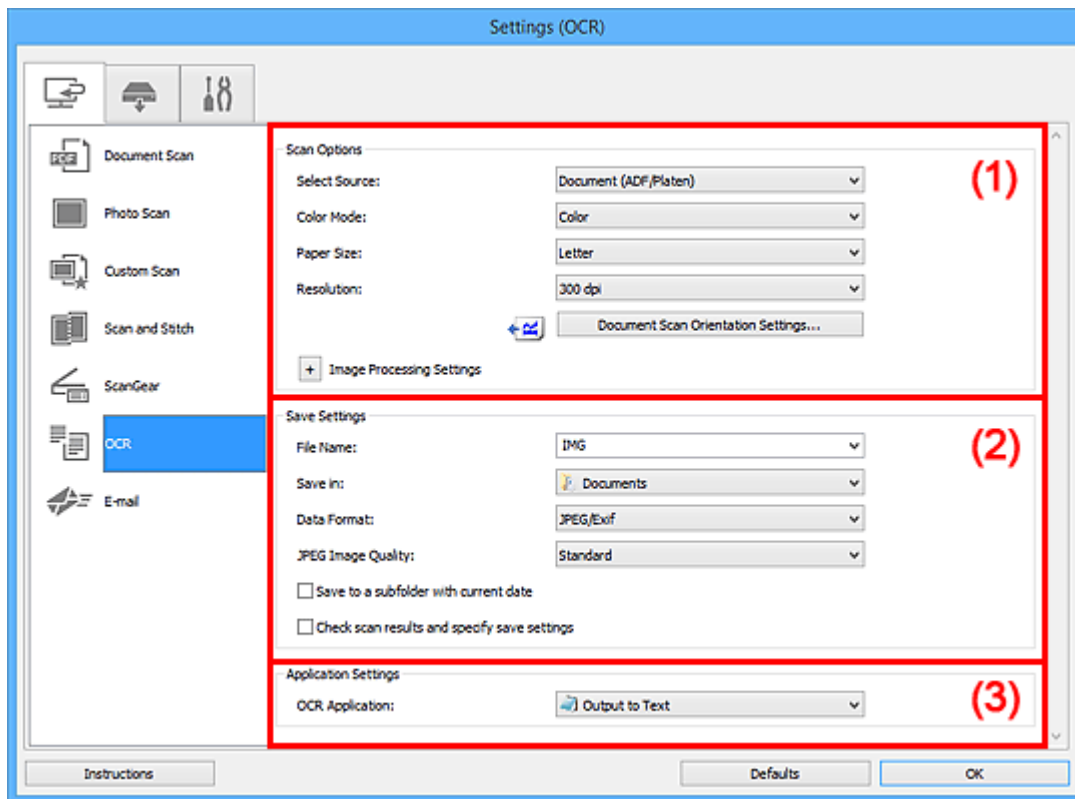 Settings (OCR)
Document Scan
Photo Scan
Custom Scan
Scan and Stitch
ScanGear
OCR
E-mail
Scan Options
(1)
Select Source: Document (ADF/Platen)
Color Mode: Color
Paper Size: Letter
Resolution: 300 dpi
Document Scan Orientation Settings...
+ Image Processing Settings
Save Settings
(2)
File Name: IMG
Save in: Documents
Data Format: JPEG/Exif
JPEG Image Quality: Standard
Save to a subfolder with current date
Check scan results and specify save settings
Application Settings
(3)
OCR Application: Output to Text
Instructions
Defaults
OK